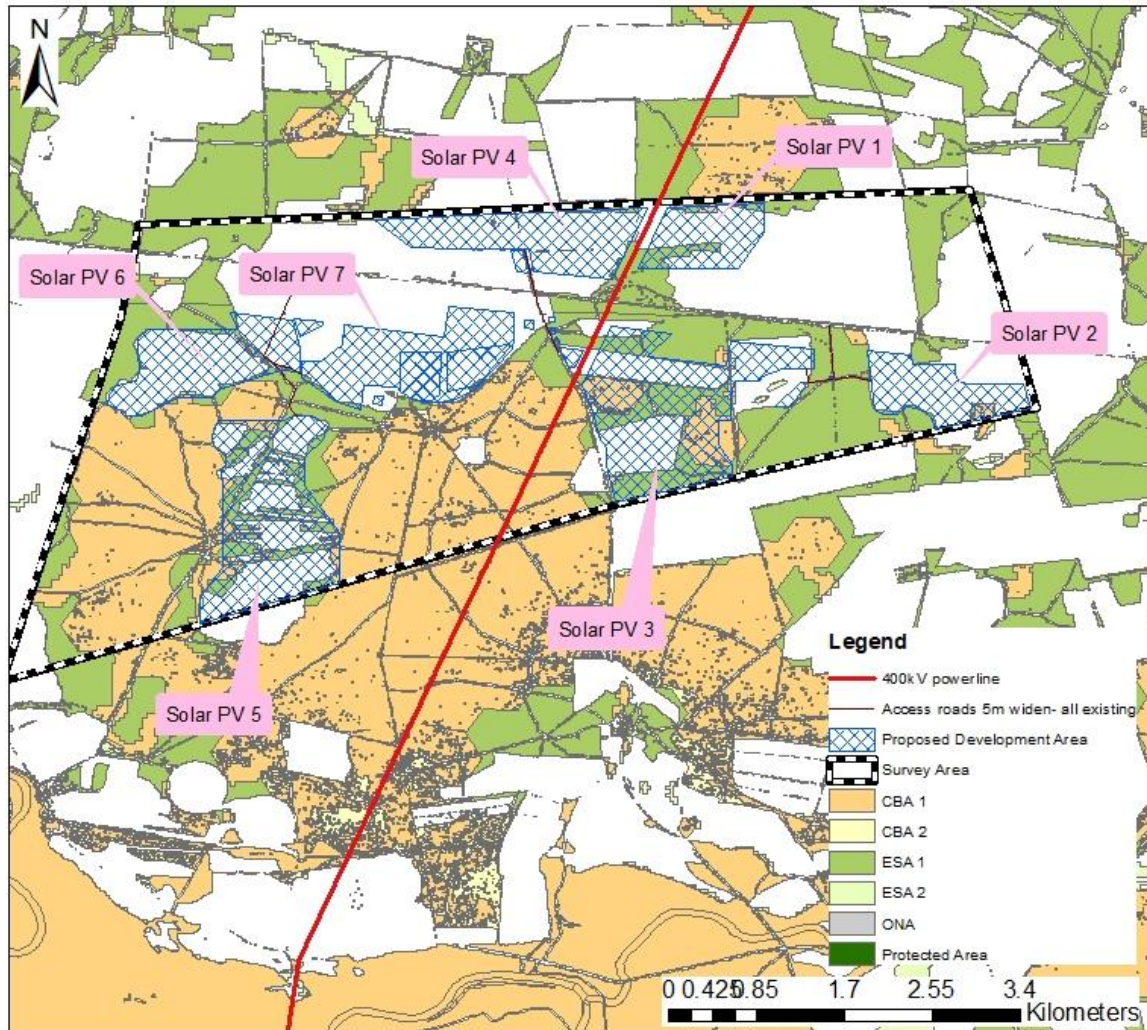 N
Solar PV 4
Solar PV 1
Solar PV 6
Solar PV 7
Solar PV 2
Solar PV 3
Solar PV 5
Legend
400kV powerline
Access roads 5m widen- all existing
Proposed Development Area
Survey Area
CBA 1
CBA 2
ESA 1
ESA 2
ONA
Protected Area
0 0.425 0.85 1.7 2.55 3.4
Kilometers